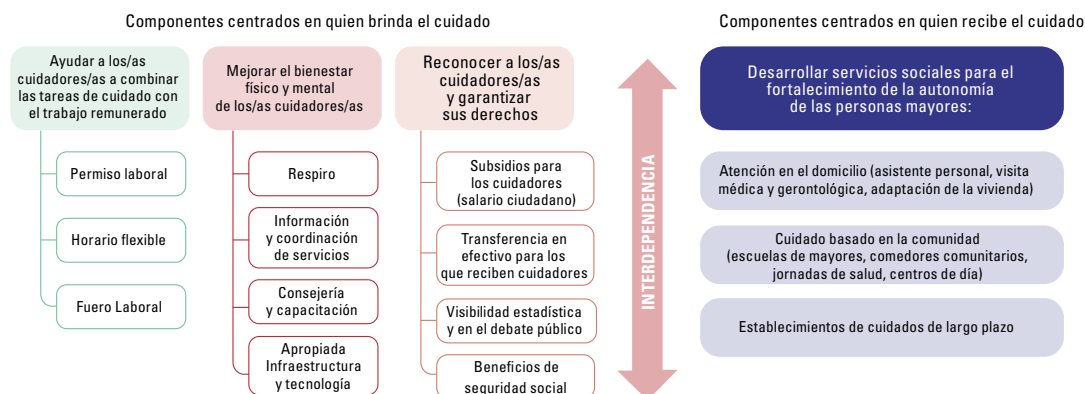 Componentes centrados en quien brinda el cuidado
Ayudar a los/as
cuidadores/as a combinar
las tareas de cuidado con
el trabajo remunerado
Permiso laboral
Horario flexible
Fuero Laboral
Mejorar el bienestar
físico y mental
de los/as cuidadores/as
Respiro
Información
y coordinación
de servicios
Consejería
y capacitación
Apropiada
Infraestructura
y tecnología
Reconocer a los/as
cuidadores/as
y garantizar
sus derechos
Subsidios para
los cuidadores
(salario ciudadano)
Transferencia en
efectivo para los
que reciben cuidadores
Visibilidad estadística
y en el debate público
Beneficios de
seguridad social
INTERDEPENDENCIA
Componentes centrados en quien recibe el cuidado
Desarrollar servicios sociales para el
fortalecimiento de la autonomía
de las personas mayores:
Atención en el domicilio (asistente personal, visita
médica y gerontológica, adaptación de la vivienda)
Cuidado basado en la comunidad
(escuelas de mayores, comedores comunitarios,
jornadas de salud, centros de día)
Establecimientos de cuidados de largo plazo